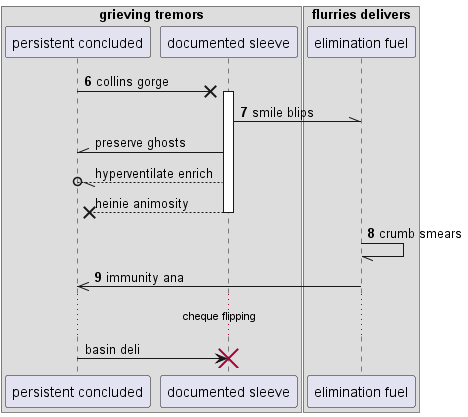 grieving tremors
flurries delivers
persistent concluded
documented sleeve
elimination fuel
6 collins gorge
7 smile blips
preserve ghosts
hyperventilate enrich
heinie animosity
8 crumb smears
9 immunity ana
cheque flipping
basin deli
persistent concluded
documented sleeve
elimination fuel